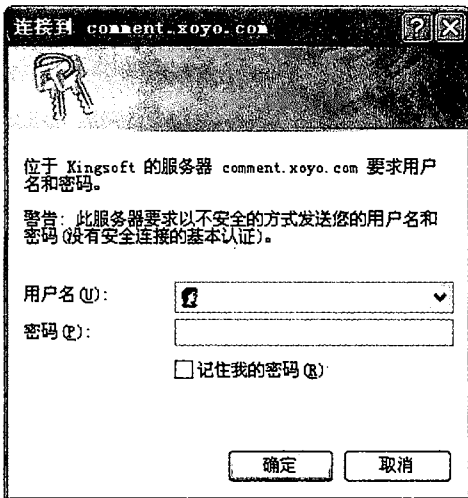 连接到 comment.xoyo.com
位于 Kingsoft 的服务器 comment.xoyo.com 要求用户
名和密码。
警告: 此服务器要求以不安全的方式发送您的用户名和
密码(没有安全连接的基本认证)。
用户名(U):
密码(P):
记住我的密码(R)
确定 取消